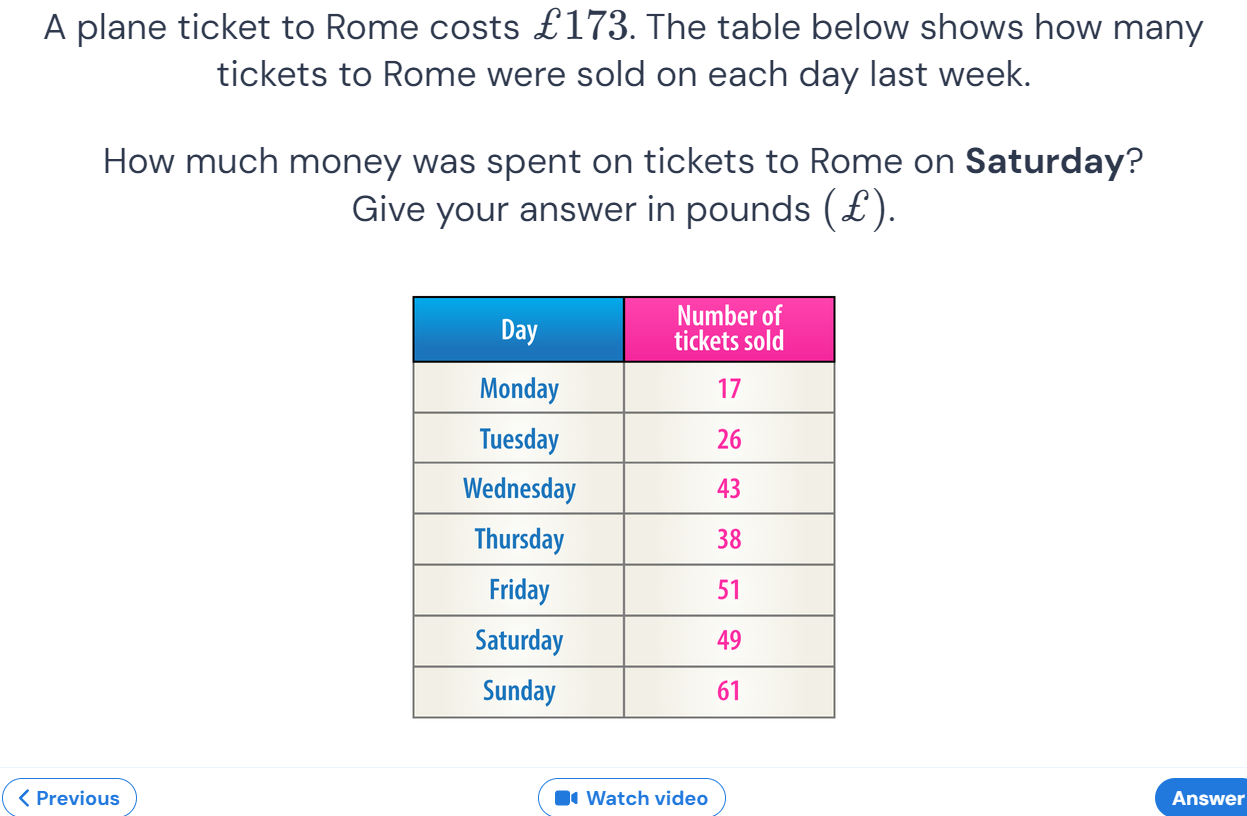 A plane ticket to Rome costs £173. The table below shows how many
tickets to Rome were sold on each day last week.
How much money was spent on tickets to Rome on Saturday?
Give your answer in pounds (£).
Day Number of
tickets sold
Monday 17
Tuesday 26
Wednesday 43
Thursday 38
Friday 51
Saturday 49
Sunday 61
Previous Watch video Answer